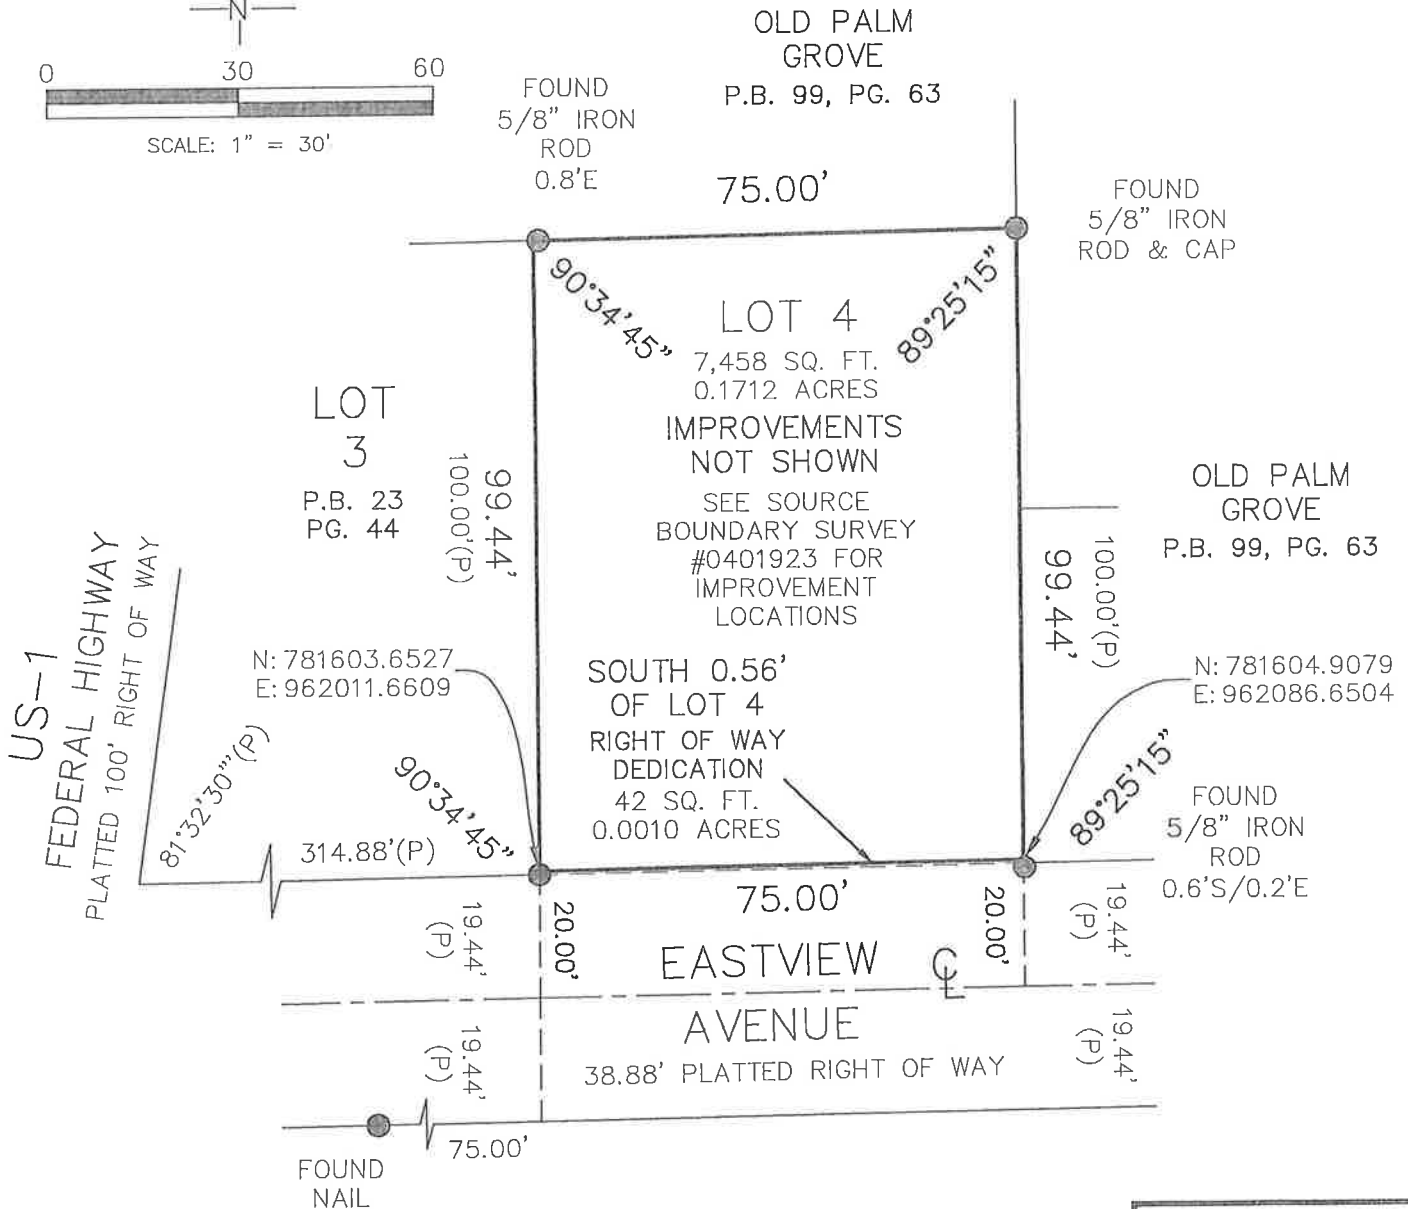 N
0 30 60
SCALE: 1" = 30'
OLD PALM
GROVE
P.B. 99, PG. 63
FOUND
5/8" IRON
ROD
0.8'E
75.00'
FOUND
5/8" IRON
ROD & CAP
90°34'45"
89°25'15"
LOT 4
7,458 SQ. FT.
0.1712 ACRES
IMPROVEMENTS
NOT SHOWN
SEE SOURCE
BOUNDARY SURVEY
#0401923 FOR
IMPROVEMENT
LOCATIONS
LOT
3
P.B. 23
PG. 44
99.44'
100.00'(P)
OLD PALM
GROVE
P.B. 99, PG. 63
100.00'(P)
99.44'
US-1
FEDERAL HIGHWAY
PLATTED 100' RIGHT OF WAY
N: 781603.6527
E: 962011.6609
SOUTH 0.56'
OF LOT 4
RIGHT OF WAY
DEDICATION
42 SQ. FT.
0.0010 ACRES
N: 781604.9079
E: 962086.6504
81°32'30"'(P)
90°34'45"
89°25'15"
FOUND
5/8" IRON
ROD
0.6'S/0.2'E
314.88'(P)
75.00'
19.44'
(P)
20.00'
20.00'
19.44'
(P)
EASTVIEW
CL
AVENUE
38.88' PLATTED RIGHT OF WAY
19.44'
(P)
19.44'
(P)
75.00'
FOUND
NAIL